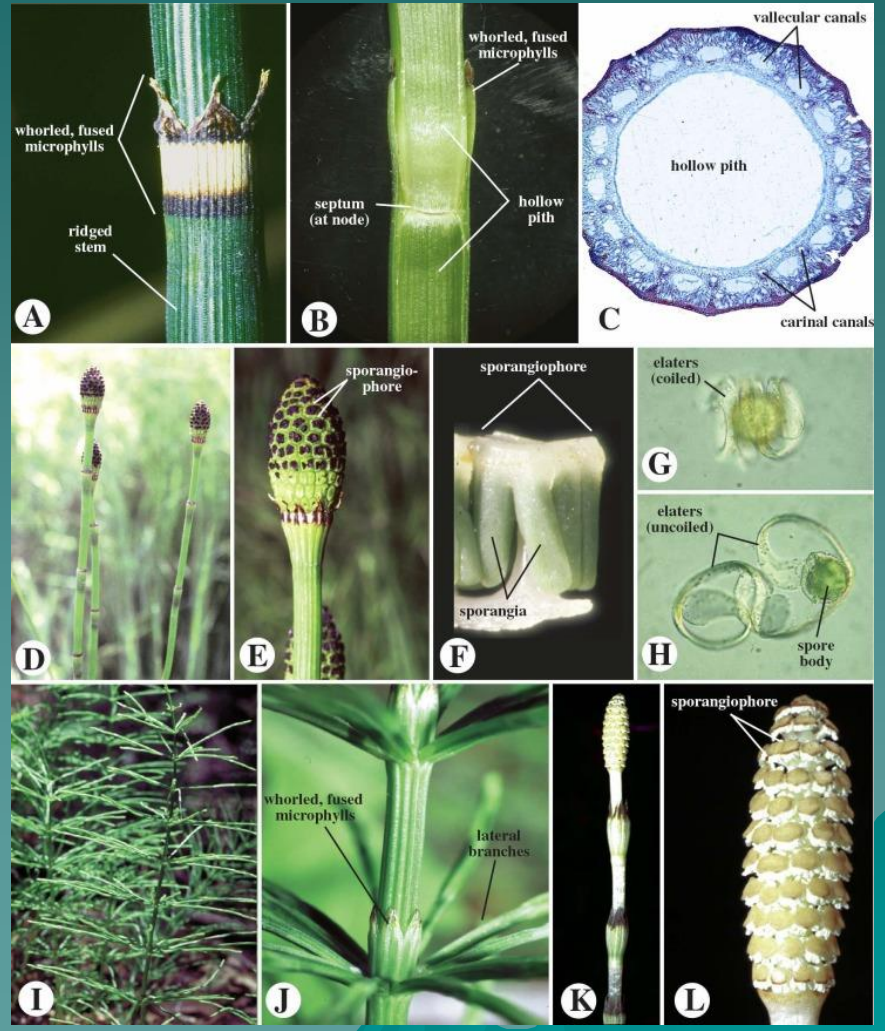 whorled, fused
microphylls
ridged
stem
A
whorled, fused
microphylls
septum
(at node)
hollow
pith
B
vallecular canals
hollow pith
carinal canals
C
D
sporangio-
phore
E
sporangiophore
sporangia
F
elaters
(coiled)
G
elaters
(uncoiled)
spore
body
H
I
whorled, fused
microphylls
lateral
branches
J
K
sporangiophore
L